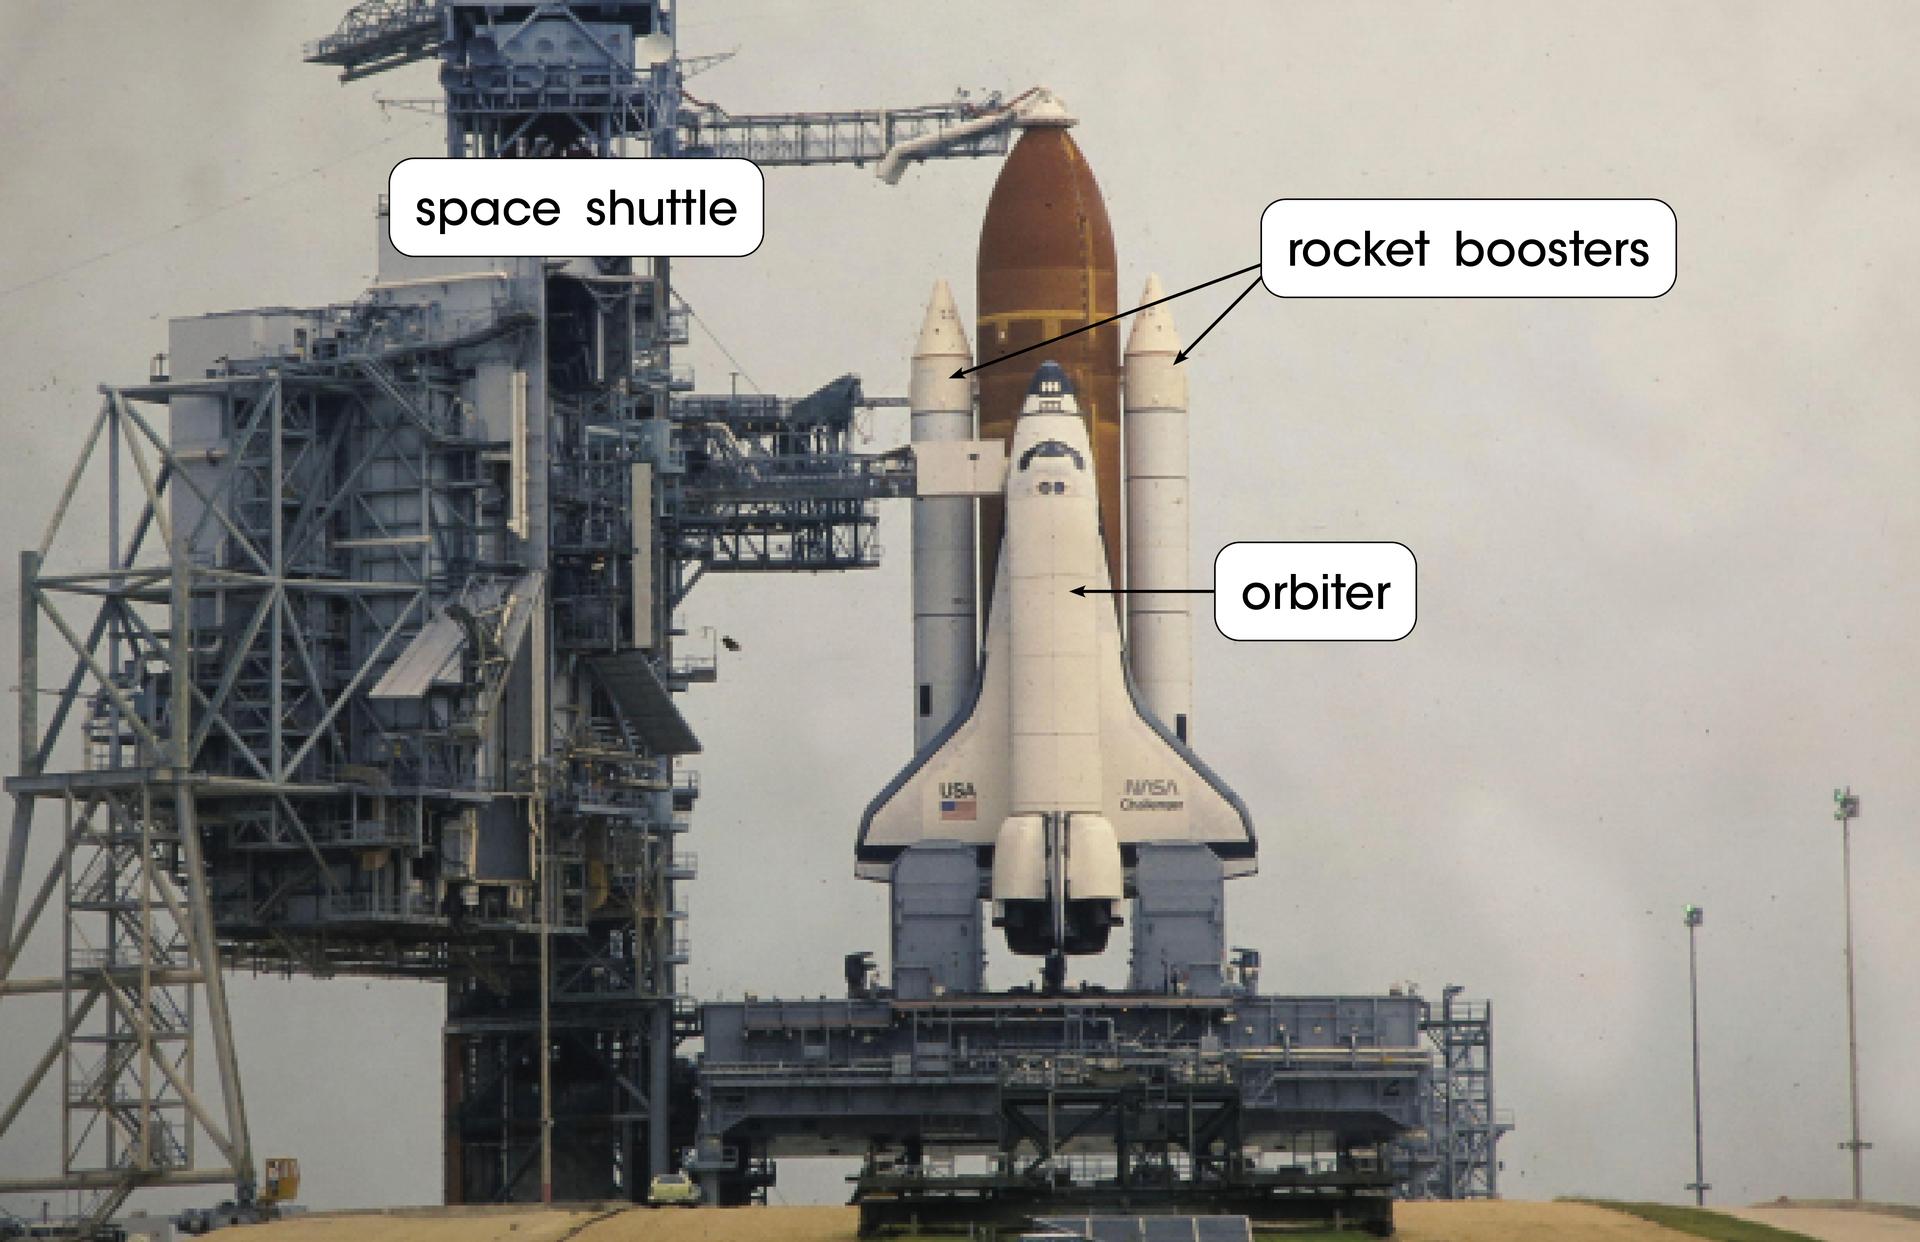 space shuttle
rocket boosters
orbiter
USA
NASA
Challenger